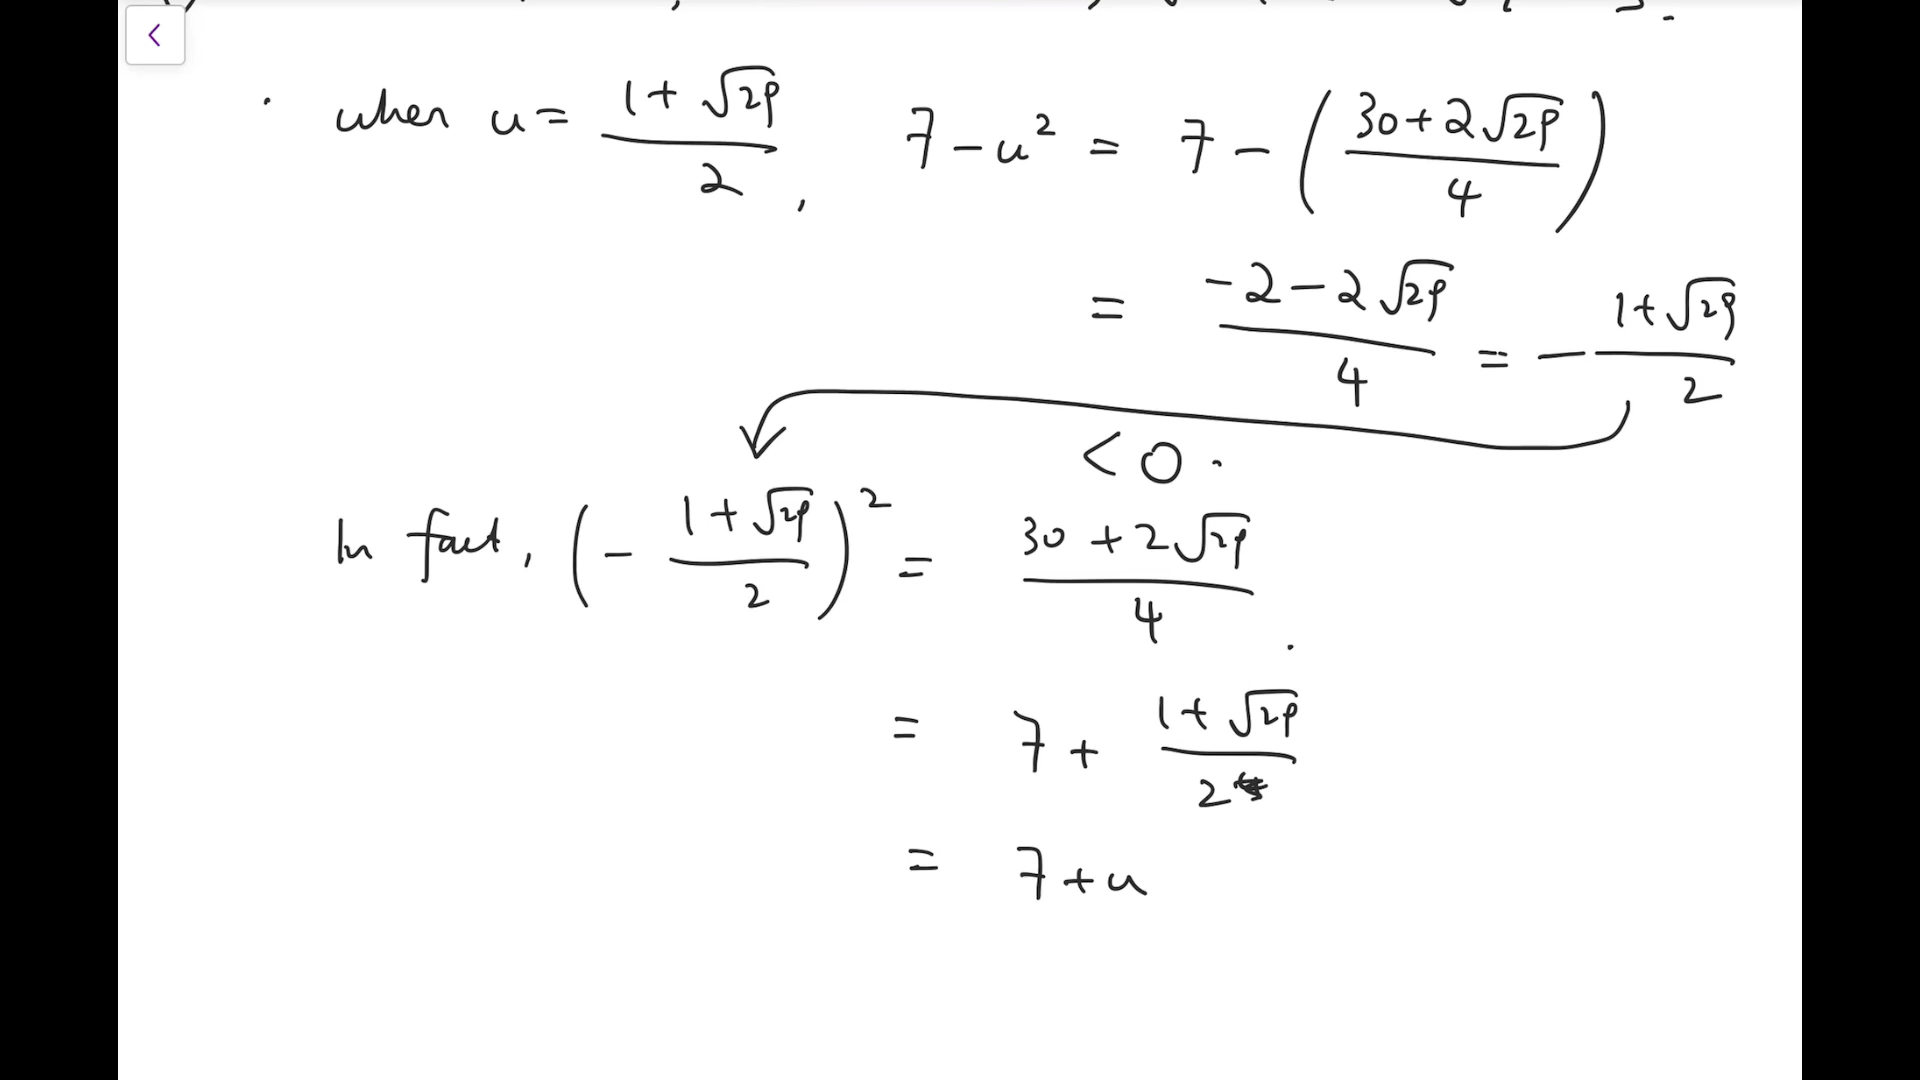 · when u = (1+√29)/2 , 7 − u² = 7 − ((30+2√29)/4)
= (−2−2√29)/4 = − (1+√29)/2
< 0 .
In fact, (− (1+√29)/2)² = (30+2√29)/4 .
= 7 + (1+√29)/2
= 7 + u